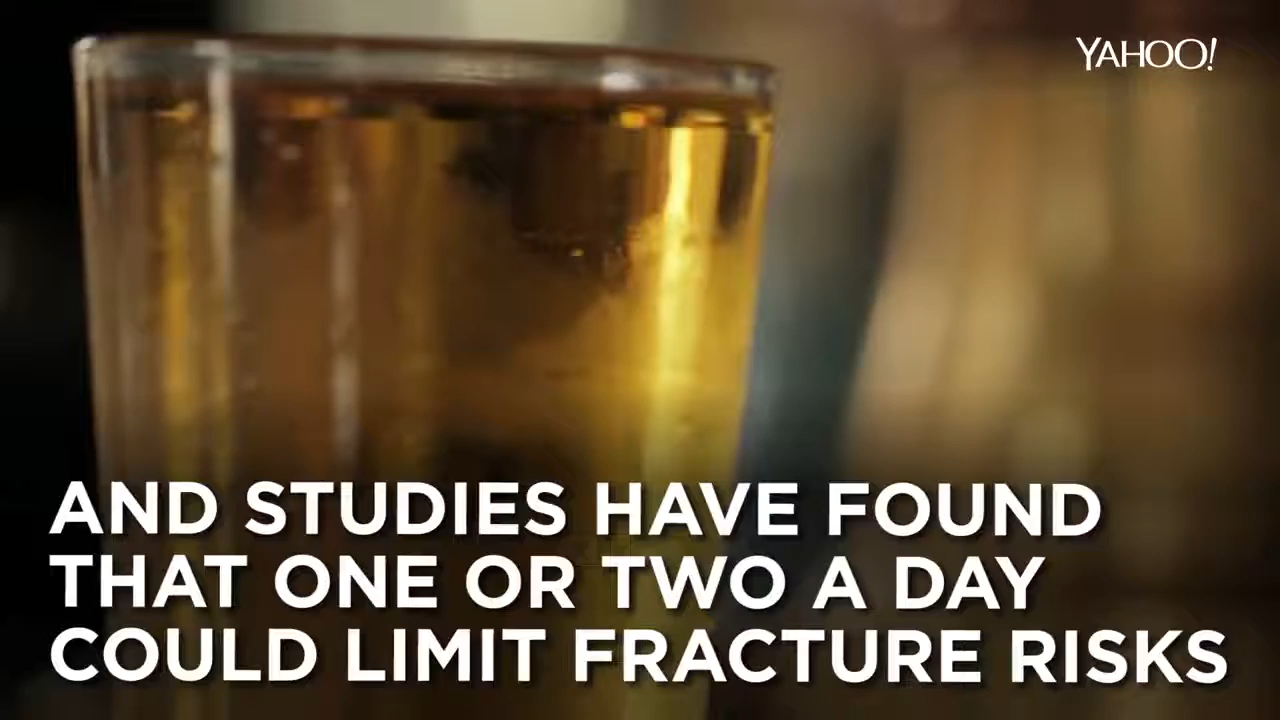 YAHOO!
AND STUDIES HAVE FOUND
THAT ONE OR TWO A DAY
COULD LIMIT FRACTURE RISKS